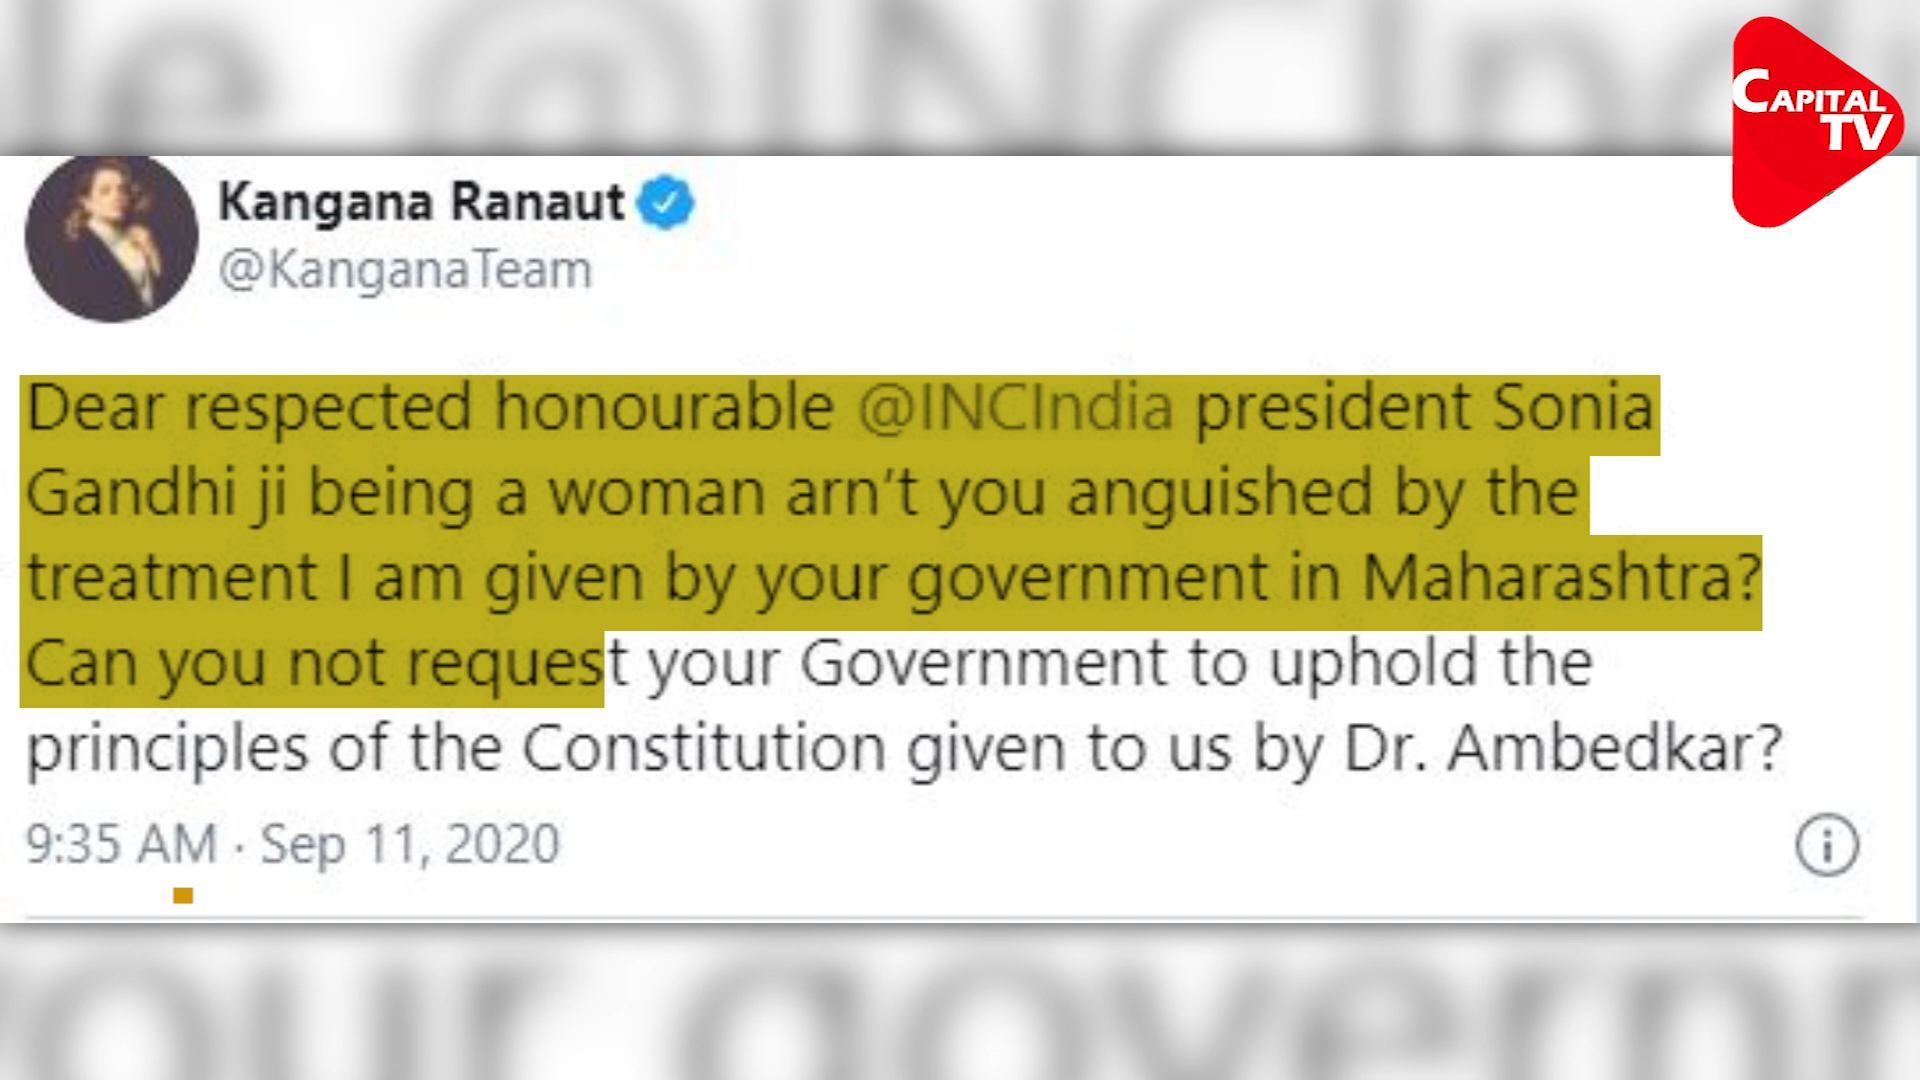 CAPITAL
TV
Kangana Ranaut
@KanganaTeam
Dear respected honourable @INCIndia president Sonia
Gandhi ji being a woman arn’t you anguished by the
treatment I am given by your government in Maharashtra?
Can you not request your Government to uphold the
principles of the Constitution given to us by Dr. Ambedkar?
9:35 AM · Sep 11, 2020